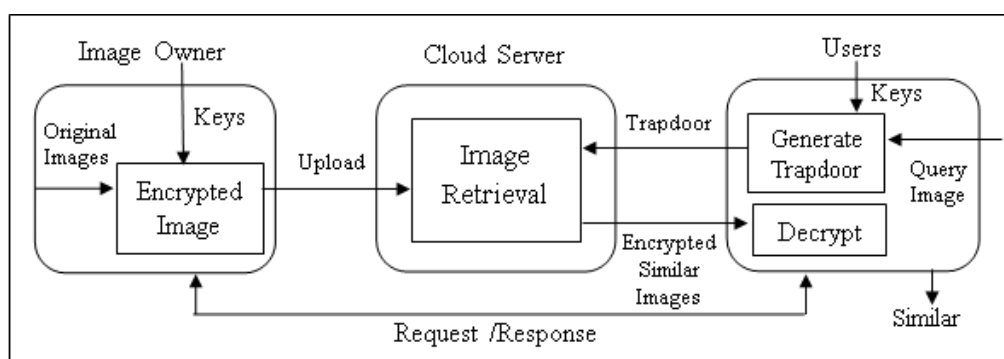 Image Owner
Keys
Original
Images
Encrypted
Image
Upload
Cloud Server
Image
Retrieval
Trapdoor
Encrypted
Similar
Images
Users
Keys
Generate
Trapdoor
Query
Image
Decrypt
Similar
Request /Response